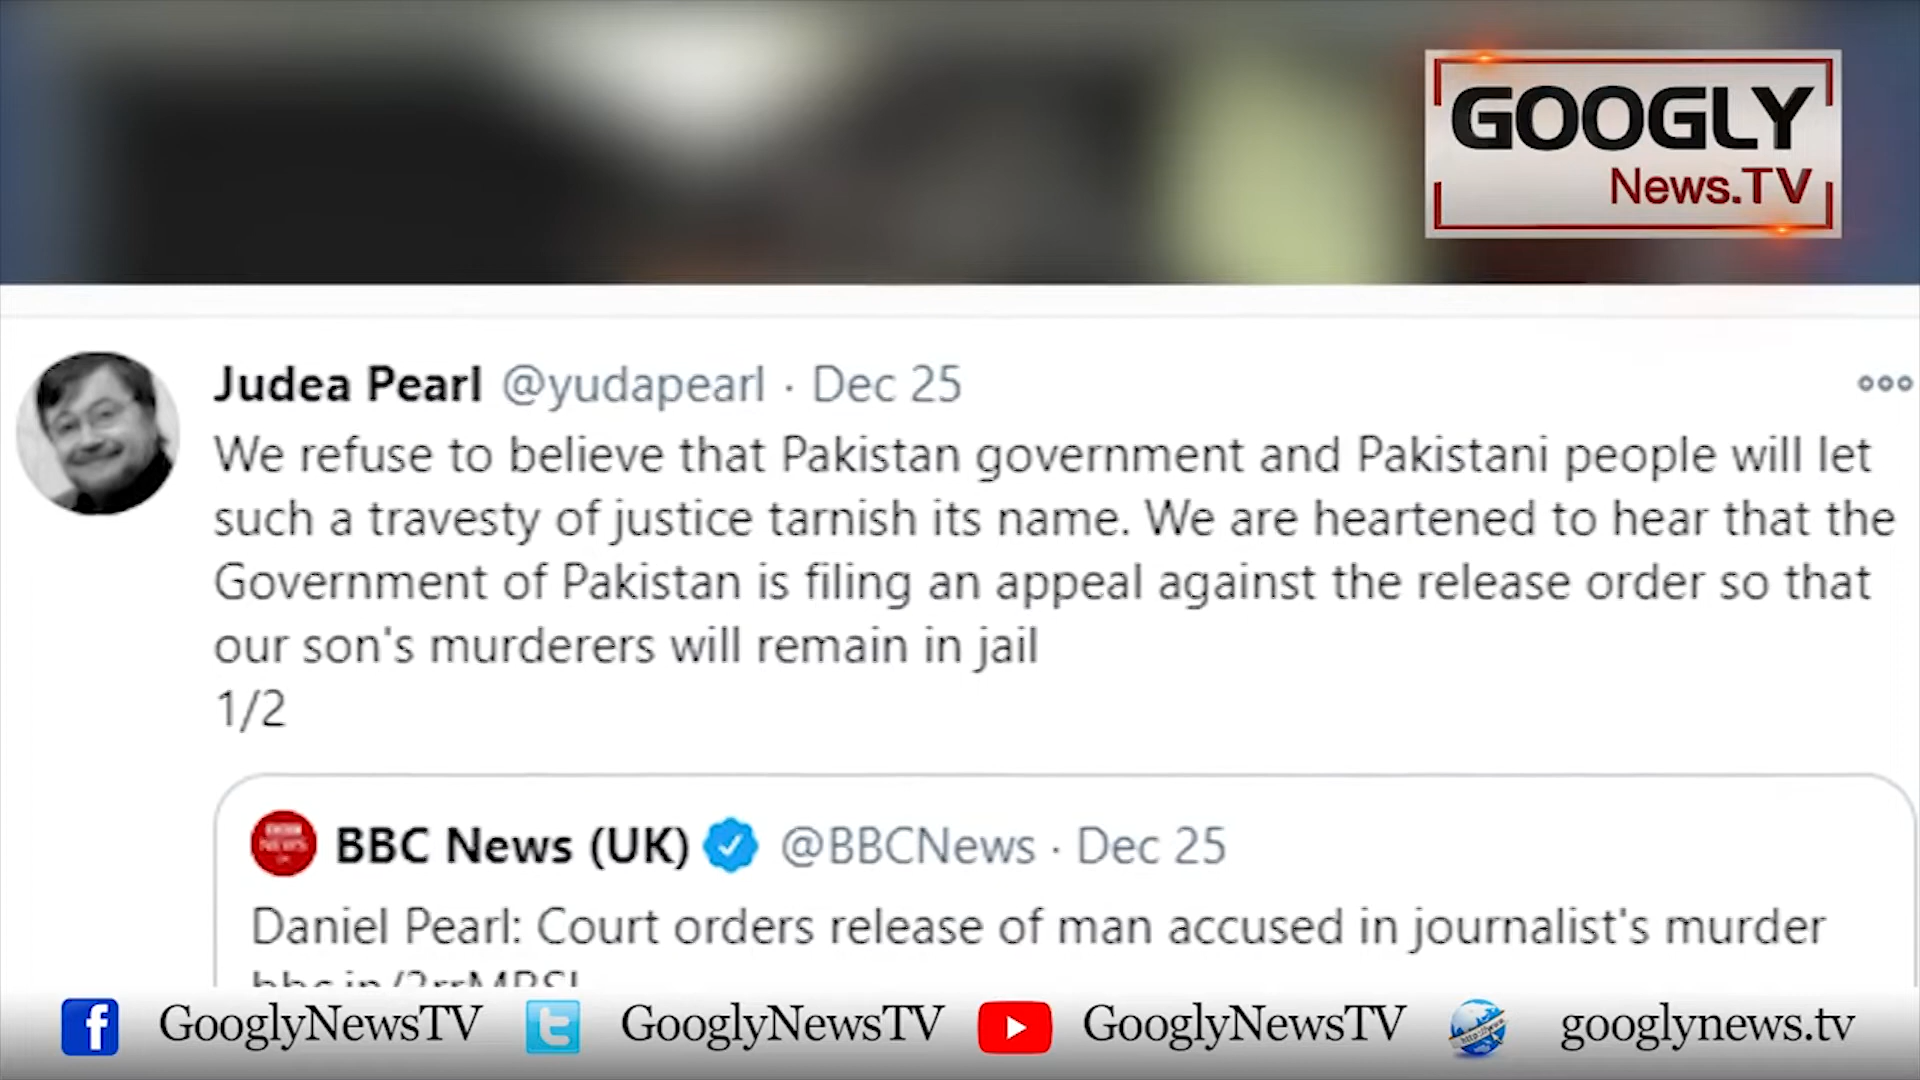 GOOGLY
News.TV
Judea Pearl @yudapearl · Dec 25
We refuse to believe that Pakistan government and Pakistani people will let
such a travesty of justice tarnish its name. We are heartened to hear that the
Government of Pakistan is filing an appeal against the release order so that
our son's murderers will remain in jail
1/2
BBC News (UK) @BBCNews · Dec 25
Daniel Pearl: Court orders release of man accused in journalist's murder
GooglyNewsTV GooglyNewsTV GooglyNewsTV googlynews.tv